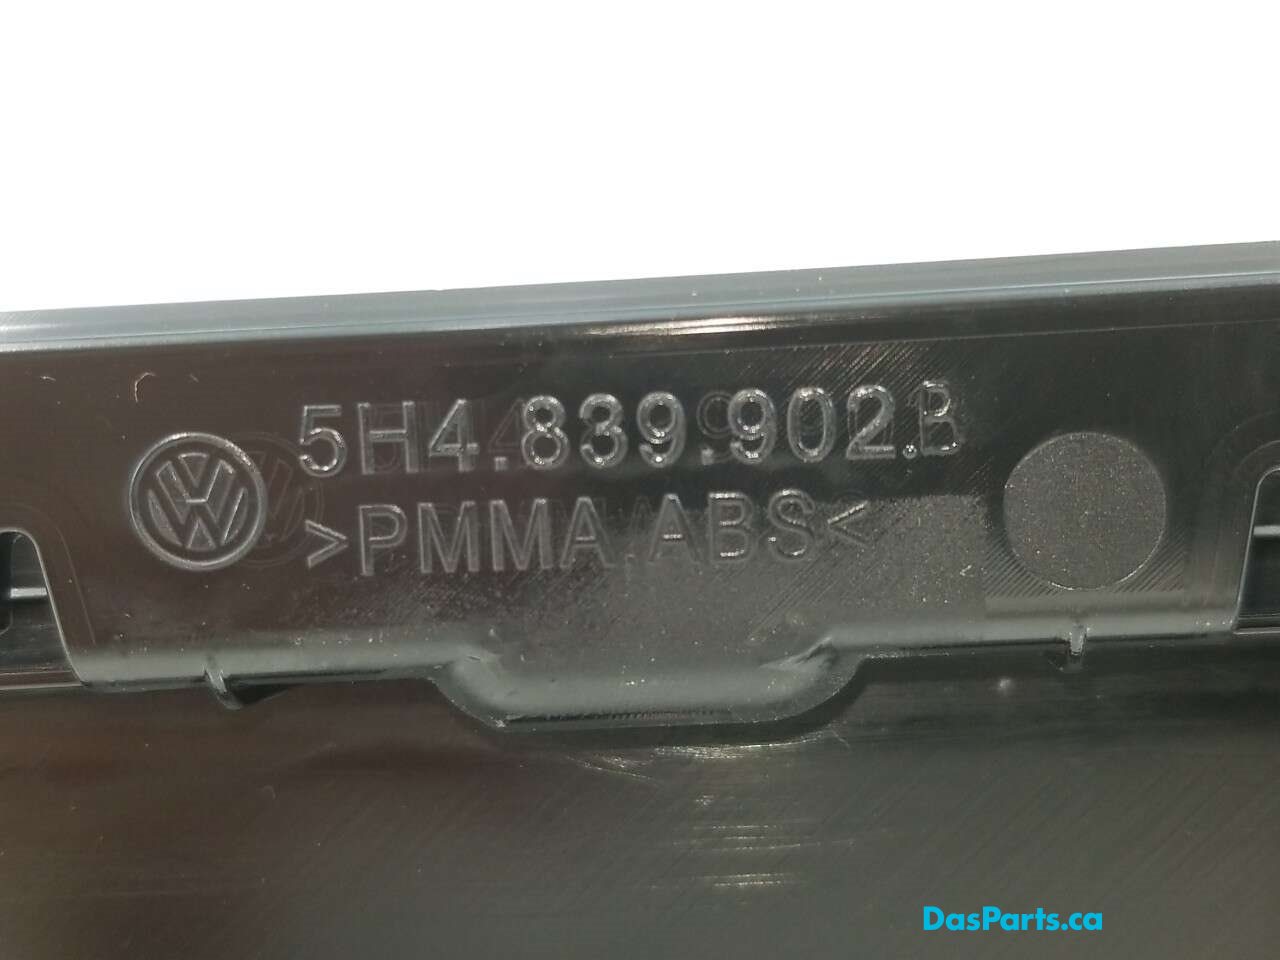 5H4.839.902.B
>PMMA ABS<
DasParts.ca